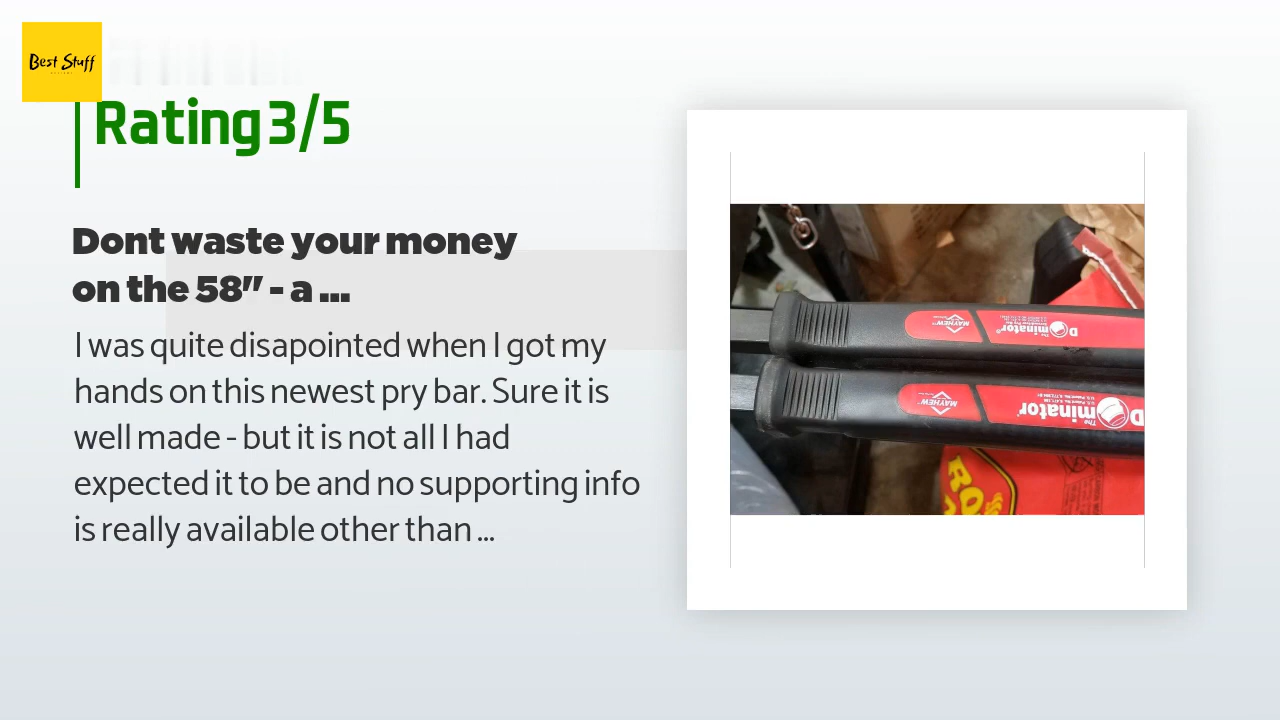 Best Stuff
Rating 3/5
Dont waste your money
on the 58" - a ...
I was quite disapointed when I got my
hands on this newest pry bar. Sure it is
well made - but it is not all I had
expected it to be and no supporting info
is really available other than ...
MAYHEW
The
Dominator
MAYHEW
The
Dominator
RO